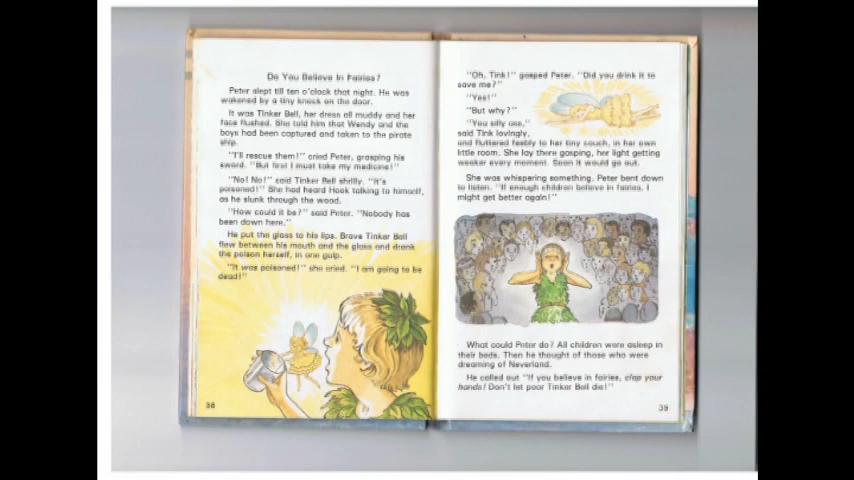 Do You Believe In Fairies?
Peter slept till ten o'clock that night. He was
wakened by a tiny knock on the door.
It was Tinker Bell, her dress all muddy and her
face flushed. She told him that Wendy and the
boys had been captured and taken to the pirate
ship.
"I'll rescue them!" cried Peter, grasping his
sword. "But first I must take my medicine!"
"No! No!" said Tinker Bell shrilly. "It's
poisoned!" She had heard Hook talking to himself,
as he slunk through the wood.
"How could it be?" said Peter. "Nobody has
been down here."
He put the glass to his lips. Brave Tinker Bell
flew between his mouth and the glass and drank
the poison herself, in one gulp.
"It was poisoned!" she cried. "I am going to be
dead!"
38
"Oh, Tink!" gasped Peter. "Did you drink it to
save me?"
"Yes!"
"But why?"
"You silly ass,"
said Tink lovingly,
and fluttered feebly to her tiny couch, in her own
little room. She lay there gasping, her light getting
weaker every moment. Soon it would go out.
She was whispering something. Peter bent down
to listen. "If enough children believe in fairies, I
might get better again!"
What could Peter do? All children were asleep in
their beds. Then he thought of those who were
dreaming of Neverland.
He called out "If you believe in fairies, clap your
hands! Don't let poor Tinker Bell die!"
39